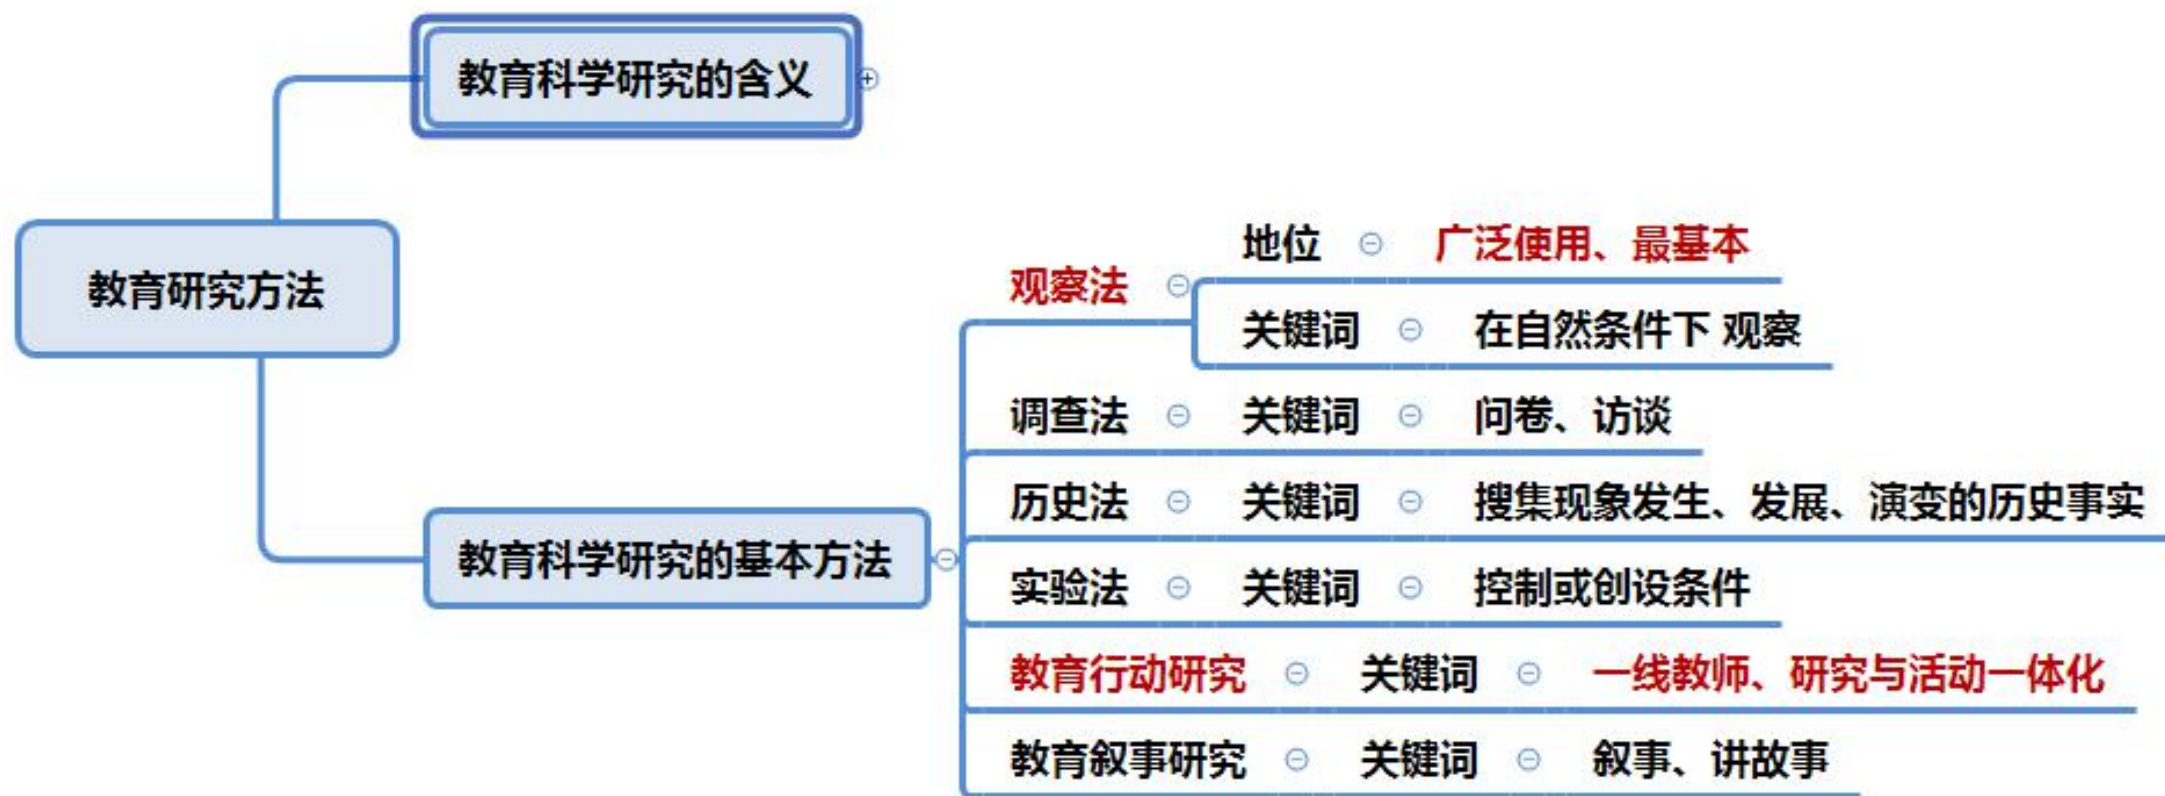 教育科学研究的含义
教育研究方法
教育科学研究的基本方法
观察法
地位 广泛使用、最基本
关键词 在自然条件下 观察
调查法 关键词 问卷、访谈
历史法 关键词 搜集现象发生、发展、演变的历史事实
实验法 关键词 控制或创设条件
教育行动研究 关键词 一线教师、研究与活动一体化
教育叙事研究 关键词 叙事、讲故事